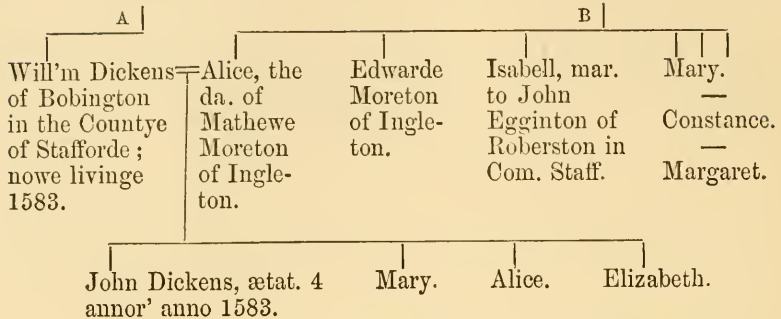 A
B
Will'm Dickens
of Bobington
in the Countye
of Stafforde ;
nowe livinge
1583.
Alice, the
da. of
Mathewe
Moreton
of Ingle-
ton.
Edwarde
Moreton
of Ingle-
ton.
Isabell, mar.
to John
Egginton of
Roberston in
Com. Staff.
Mary.
—
Constance.
—
Margaret.
John Dickens, ætat. 4
annor' anno 1583.
Mary.
Alice.
Elizabeth.